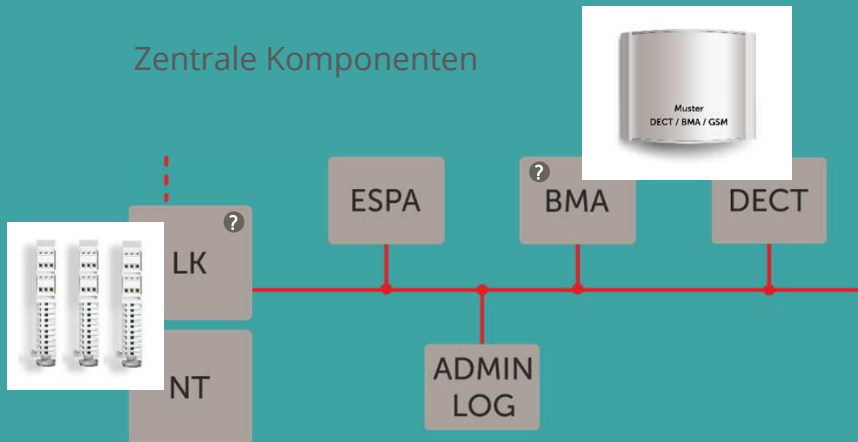 Zentrale Komponenten
Muster
DECT / BMA / GSM
?
ESPA
?
BMA
DECT
LK
ADMIN
LOG
NT